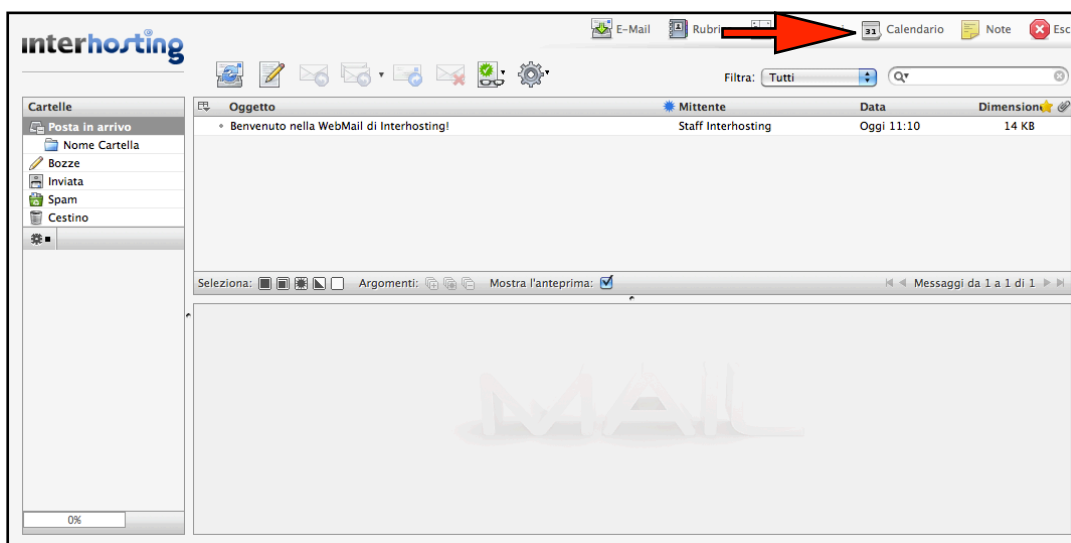 E-Mail Calendario Note
interhosting
Filtra: Tutti
Cartelle Oggetto Mittente Data Dimensione
Posta in arrivo Benvenuto nella WebMail di Interhosting! Staff Interhosting Oggi 11:10 14 KB
Nome Cartella
Bozze
Inviata
Spam
Cestino
Seleziona: Argomenti: Mostra l'anteprima: Messaggi da 1 a 1 di 1
MAIL
0%